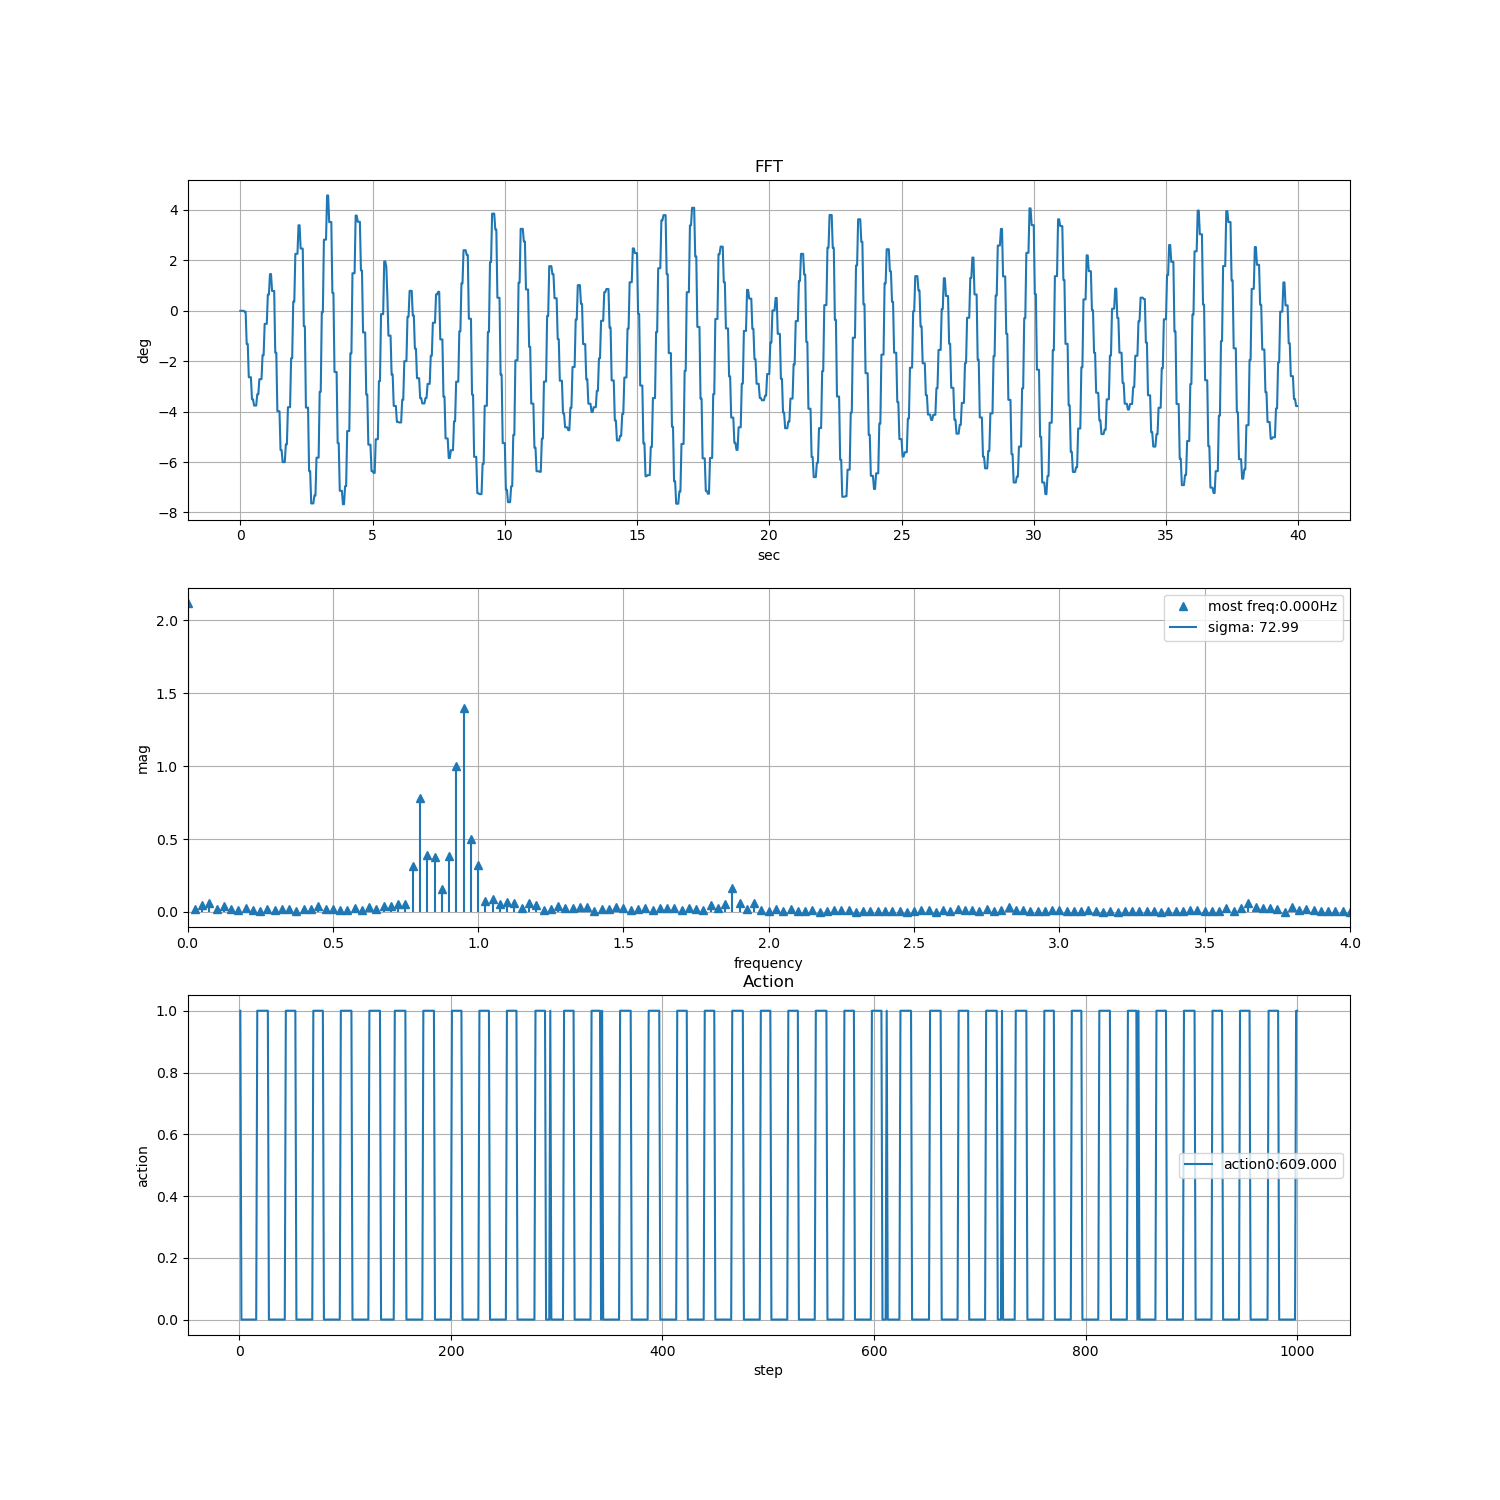 FFT
4
2
0
−2
−4
−6
−8
deg
0 5 10 15 20 25 30 35 40
sec
2.0
1.5
1.0
0.5
0.0
mag
most freq:0.000Hz
sigma: 72.99
0.0 0.5 1.0 1.5 2.0 2.5 3.0 3.5 4.0
frequency
Action
1.0
0.8
0.6
0.4
0.2
0.0
action
action0:609.000
0 200 400 600 800 1000
step